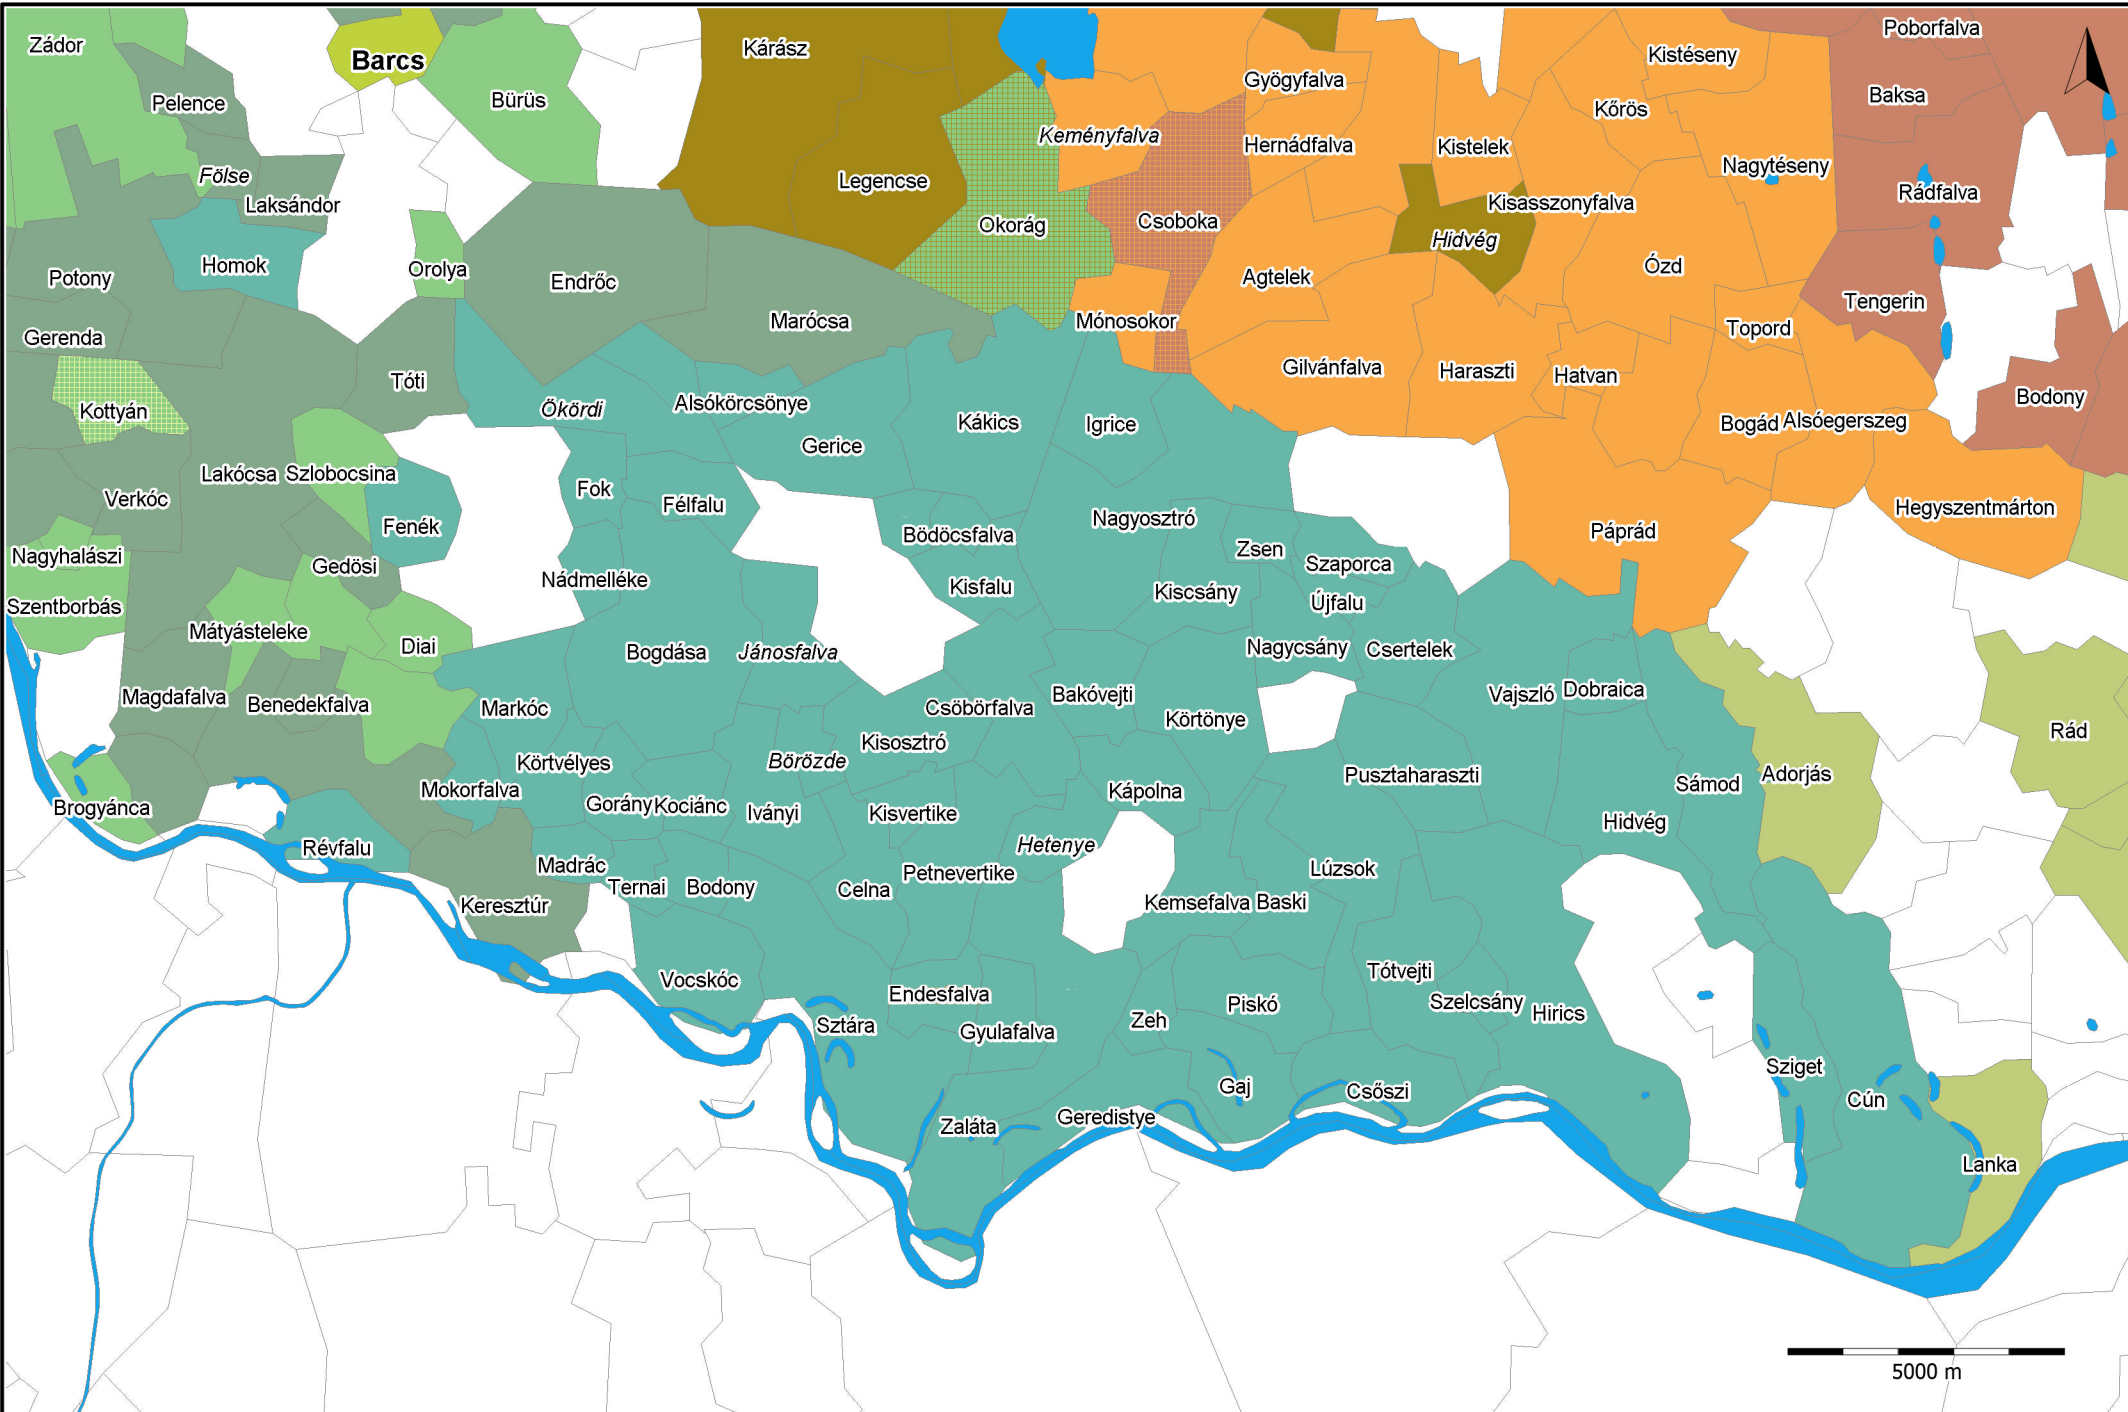 Zádor
Barcs
Kárász
Poborfalva
Kistéseny
Gyögyfalva
Pelence
Bürüs
Baksa
Kőrös
Keményfalva
Hernádfalva
Kistelek
Nagytéseny
Fölse
Legencse
Rádfalva
Laksándor
Kisasszonyfalva
Okorág
Csoboka
Hidvég
Homok
Orolya
Ózd
Potony
Endrőc
Agtelek
Tengerin
Gerenda
Marócsa
Mónosokor
Topord
Tóti
Gilvánfalva
Haraszti
Hatvan
Bodony
Kottyán
Ökördi
Alsókörcsönye
Kákics
Igrice
Bogád
Alsóegerszeg
Gerice
Lakócsa
Szlobocsina
Fok
Verkóc
Félfalu
Hegyszentmárton
Fenék
Nagyosztró
Páprád
Bödöcsfalva
Nagyhalászi
Gedösi
Zsen
Szaporca
Nádmelléke
Kisfalu
Kiscsány
Szentborbás
Újfalu
Mátyásteleke
Diai
Bogdása
Jánosfalva
Nagycsány
Csertelek
Magdafalva
Benedekfalva
Markóc
Csöbörfalva
Bakóvejti
Vajszló
Dobraica
Körtönye
Rád
Kisosztró
Körtvélyes
Börözde
Pusztaharaszti
Adorjás
Mokorfalva
Kápolna
Sámod
Brogyánca
Gorány
Kociánc
Iványi
Kisvertike
Hidvég
Révfalu
Hetenye
Madrác
Petnevertike
Lúzsok
Ternai
Bodony
Celna
Keresztúr
Kemsefalva
Baski
Vocskóc
Tótvejti
Endesfalva
Szelcsány
Piskó
Hirics
Sztára
Gyulafalva
Zeh
Sziget
Gaj
Csőszi
Cún
Zaláta
Geredistye
Lanka
5000 m